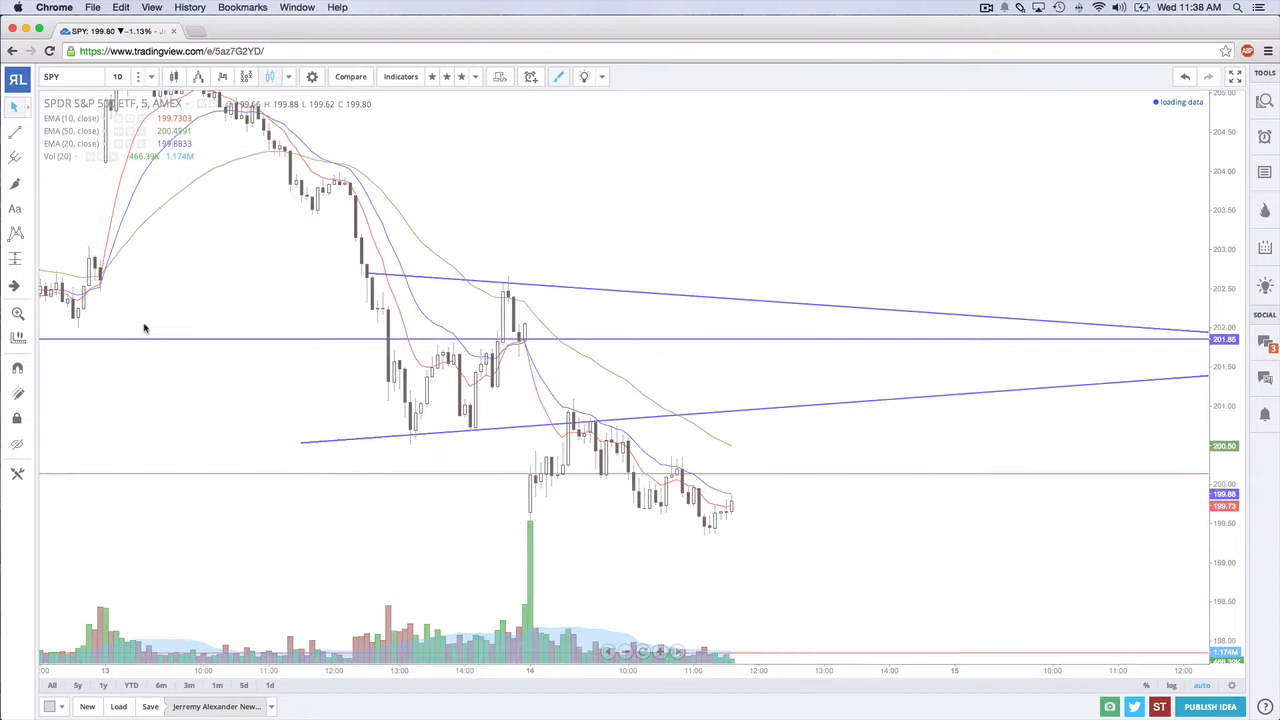 Chrome File Edit View History Bookmarks Window Help Wed 11:38 AM
SPY: 199.80 ▼−1.13% - Je
https://www.tradingview.com/e/5az7G2YD/
ЯL SPY 1D Compare Indicators TOOLS
SPDR S&P 500 ETF, 5, AMEX H 199.88 L 199.62 C 199.80
loading data
EMA (10, close) 199.7303
EMA (50, close) 200.4991
EMA (20, close) 199.8833
Vol (20) 466.39K 1.174M
205.00
204.50
204.00
203.50
203.00
202.50
202.00
201.85
201.50
201.00
200.50
200.00
199.88
199.73
199.50
199.00
198.50
198.00
1.174M
466.39K
Aa
SOCIAL
3
:00 13 10:00 11:00 12:00 13:00 14:00 14 10:00 11:00 12:00 13:00 14:00 15 11:00 12:00
All 5y 1y YTD 6m 3m 1m 5d 1d % log auto
New Load Save Jerremy Alexander New... ST PUBLISH IDEA